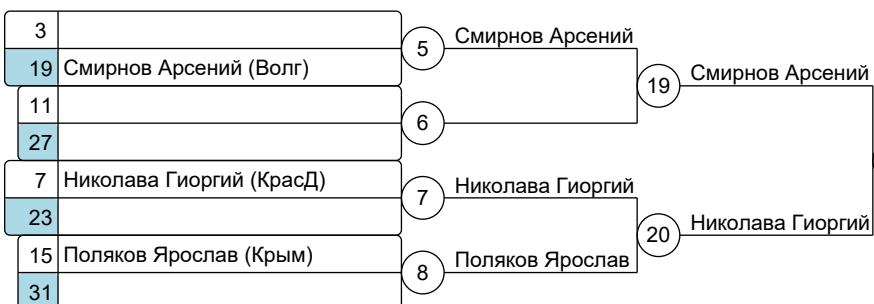 3
5
Смирнов Арсений
19 Смирнов Арсений (Волг)
19
Смирнов Арсений
11
6
27
7 Николава Гиоргий (КрасД)
7
Николава Гиоргий
23
20
Николава Гиоргий
15 Поляков Ярослав (Крым)
8
Поляков Ярослав
31